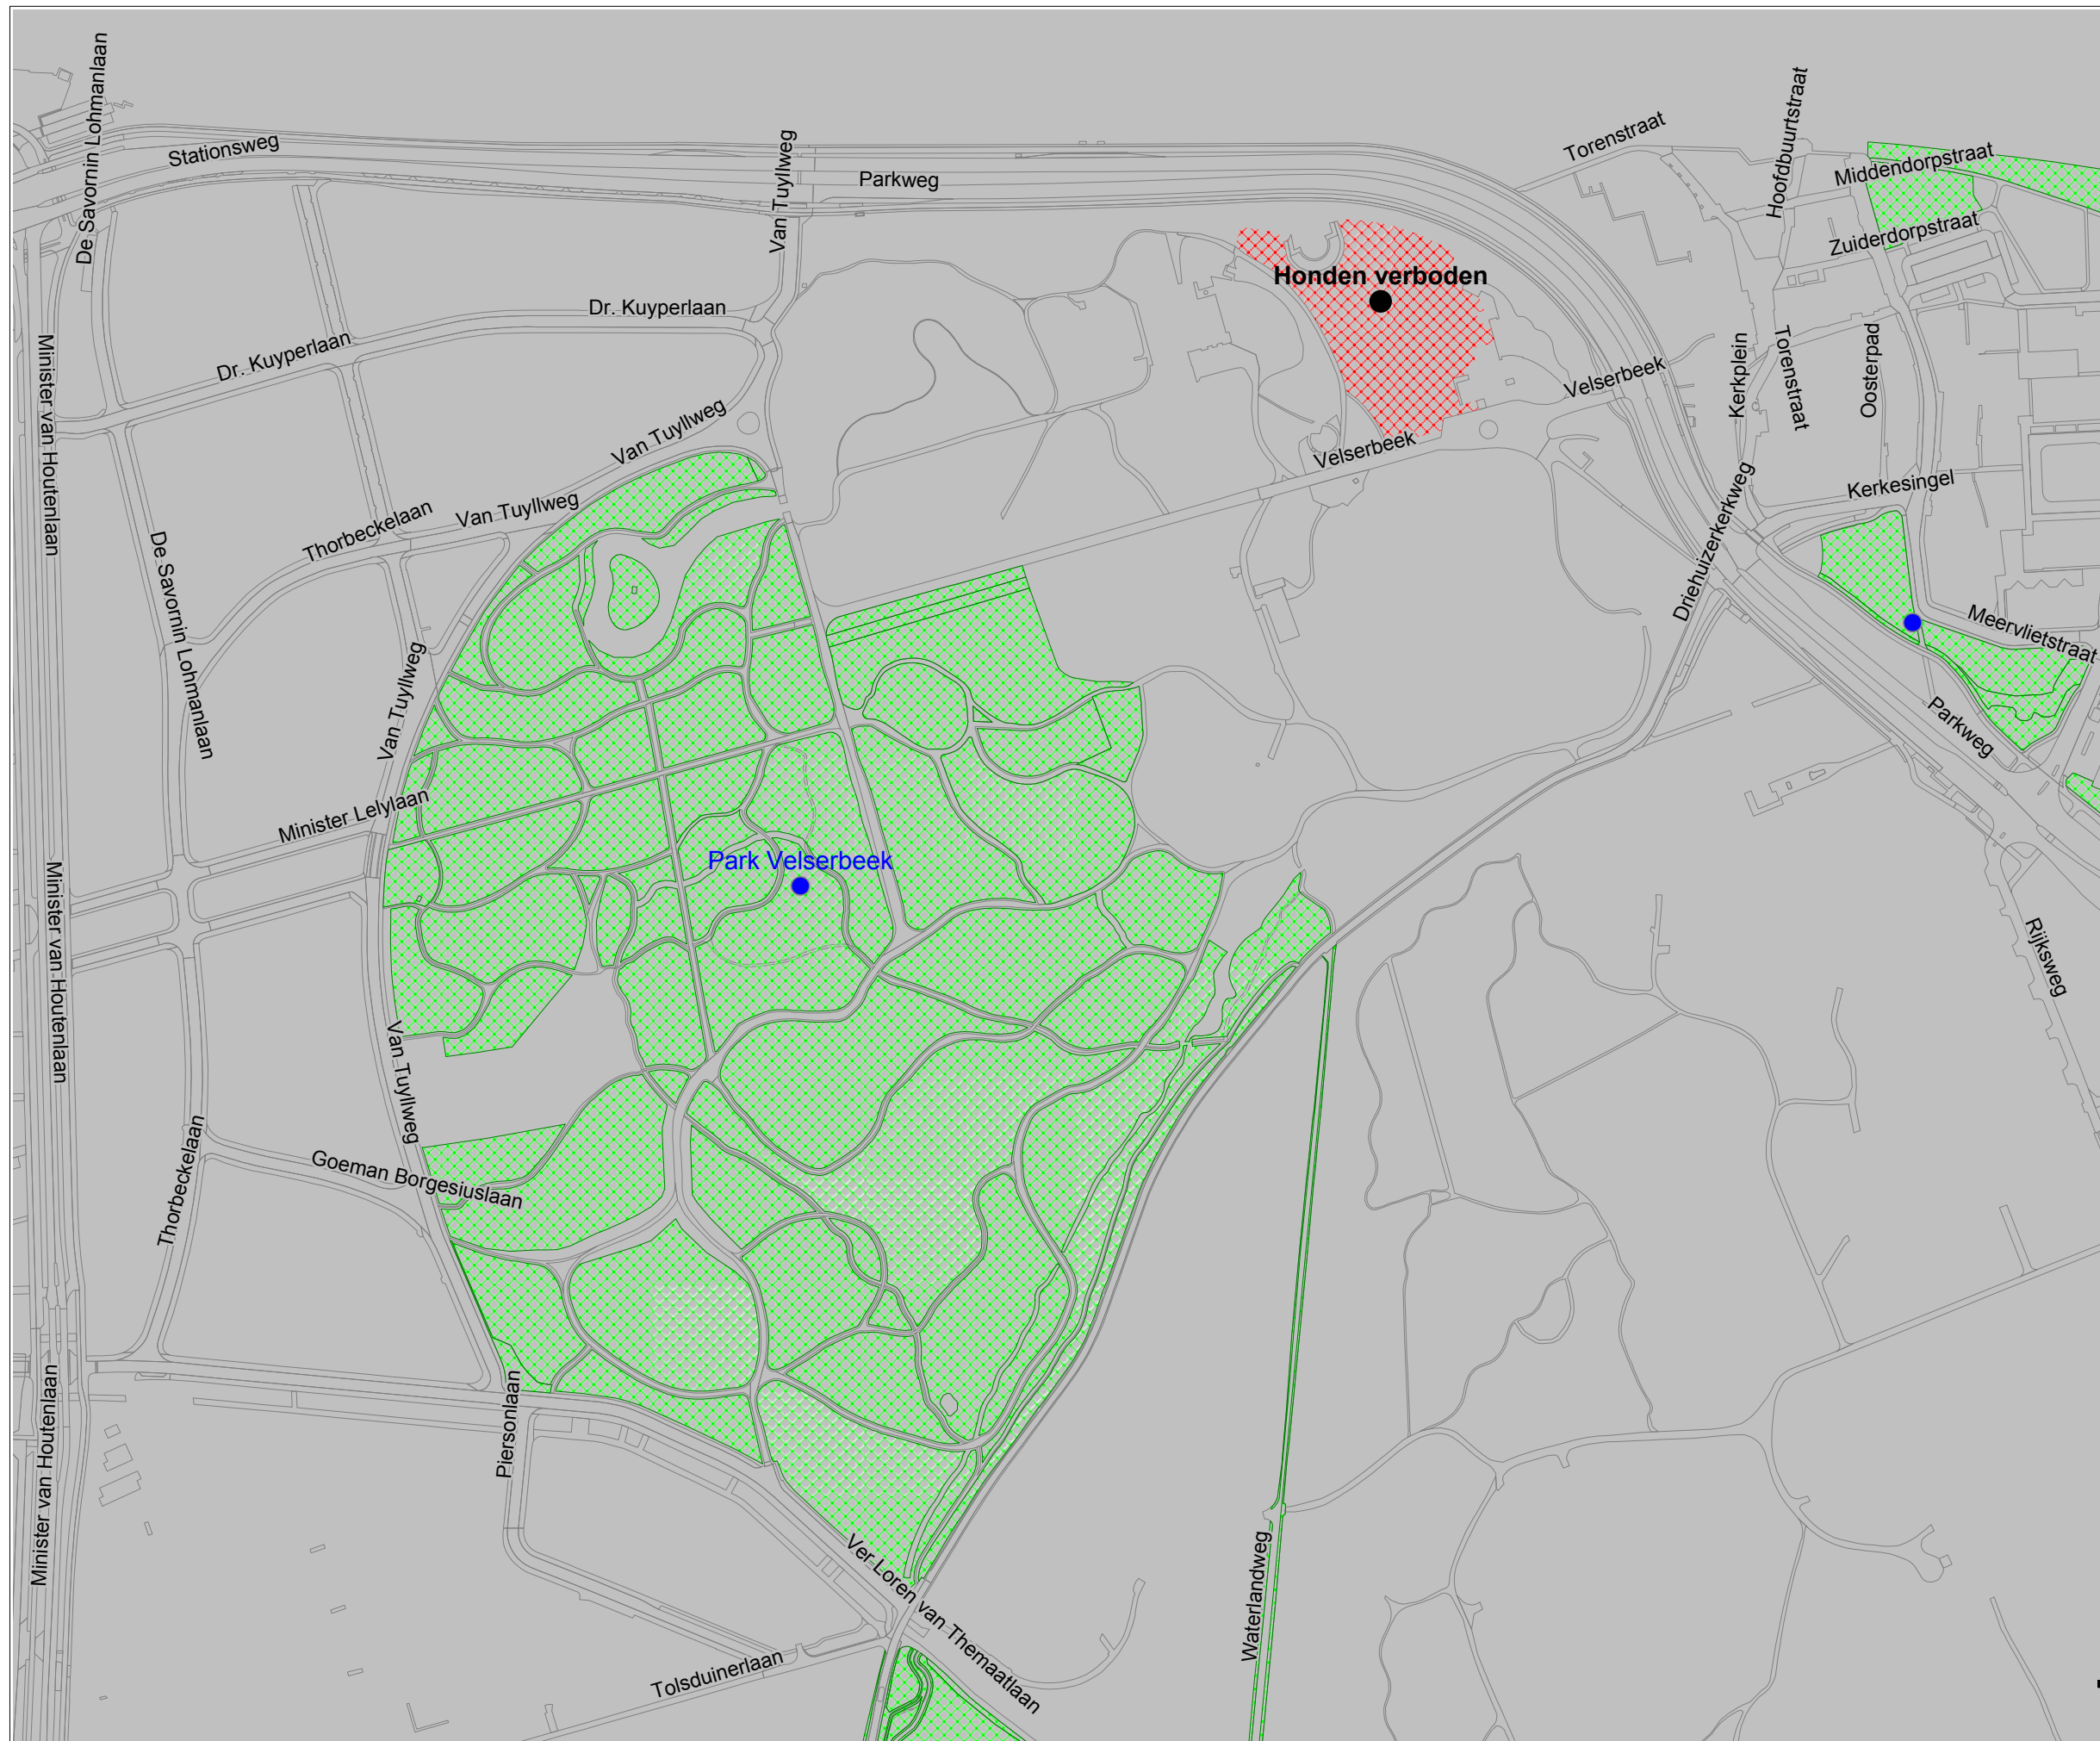 De Savornin Lohmanlaan
Stationsweg
Van Tuyllweg
Parkweg
Torenstraat
Hoofdburtstraat
Middendorpstraat
Zuiderdorpstraat
Honden verboden
Dr. Kuyperlaan
Dr. Kuyperlaan
Minister van Houtenlaan
Velserbeek
Kerkplein
Torenstraat
Oosterpad
Van Tuyllweg
Velserbeek
Thorbeckelaan
Van Tuyllweg
Kerkesingel
Driehuizerkerkweg
De Savornin Lohmanlaan
Meervlietstraat
Van Tuyllweg
Parkweg
Minister Lelylaan
Park Velserbeek
Minister van Houtenlaan
Rijksweg
Van Tuyllweg
Thorbeckelaan
Goeman Borgesiuslaan
Minister van Houtenlaan
Piersonlaan
Ver Loren van Themaatlaan
Waterlandweg
Tolsduinerlaan